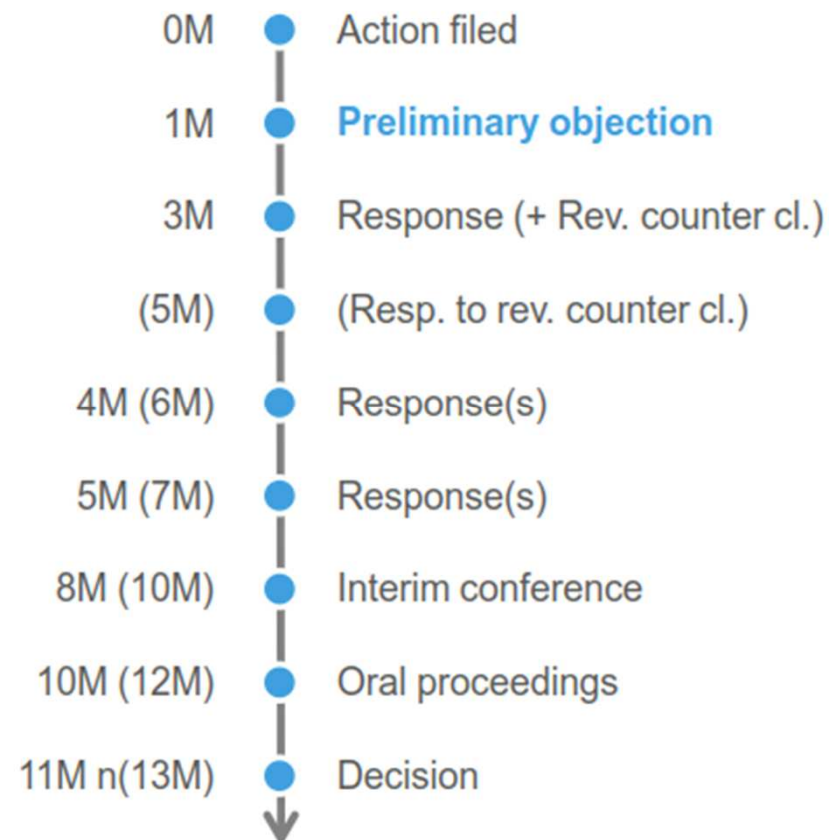 0M Action filed
1M Preliminary objection
3M Response (+ Rev. counter cl.)
(5M) (Resp. to rev. counter cl.)
4M (6M) Response(s)
5M (7M) Response(s)
8M (10M) Interim conference
10M (12M) Oral proceedings
11M n(13M) Decision